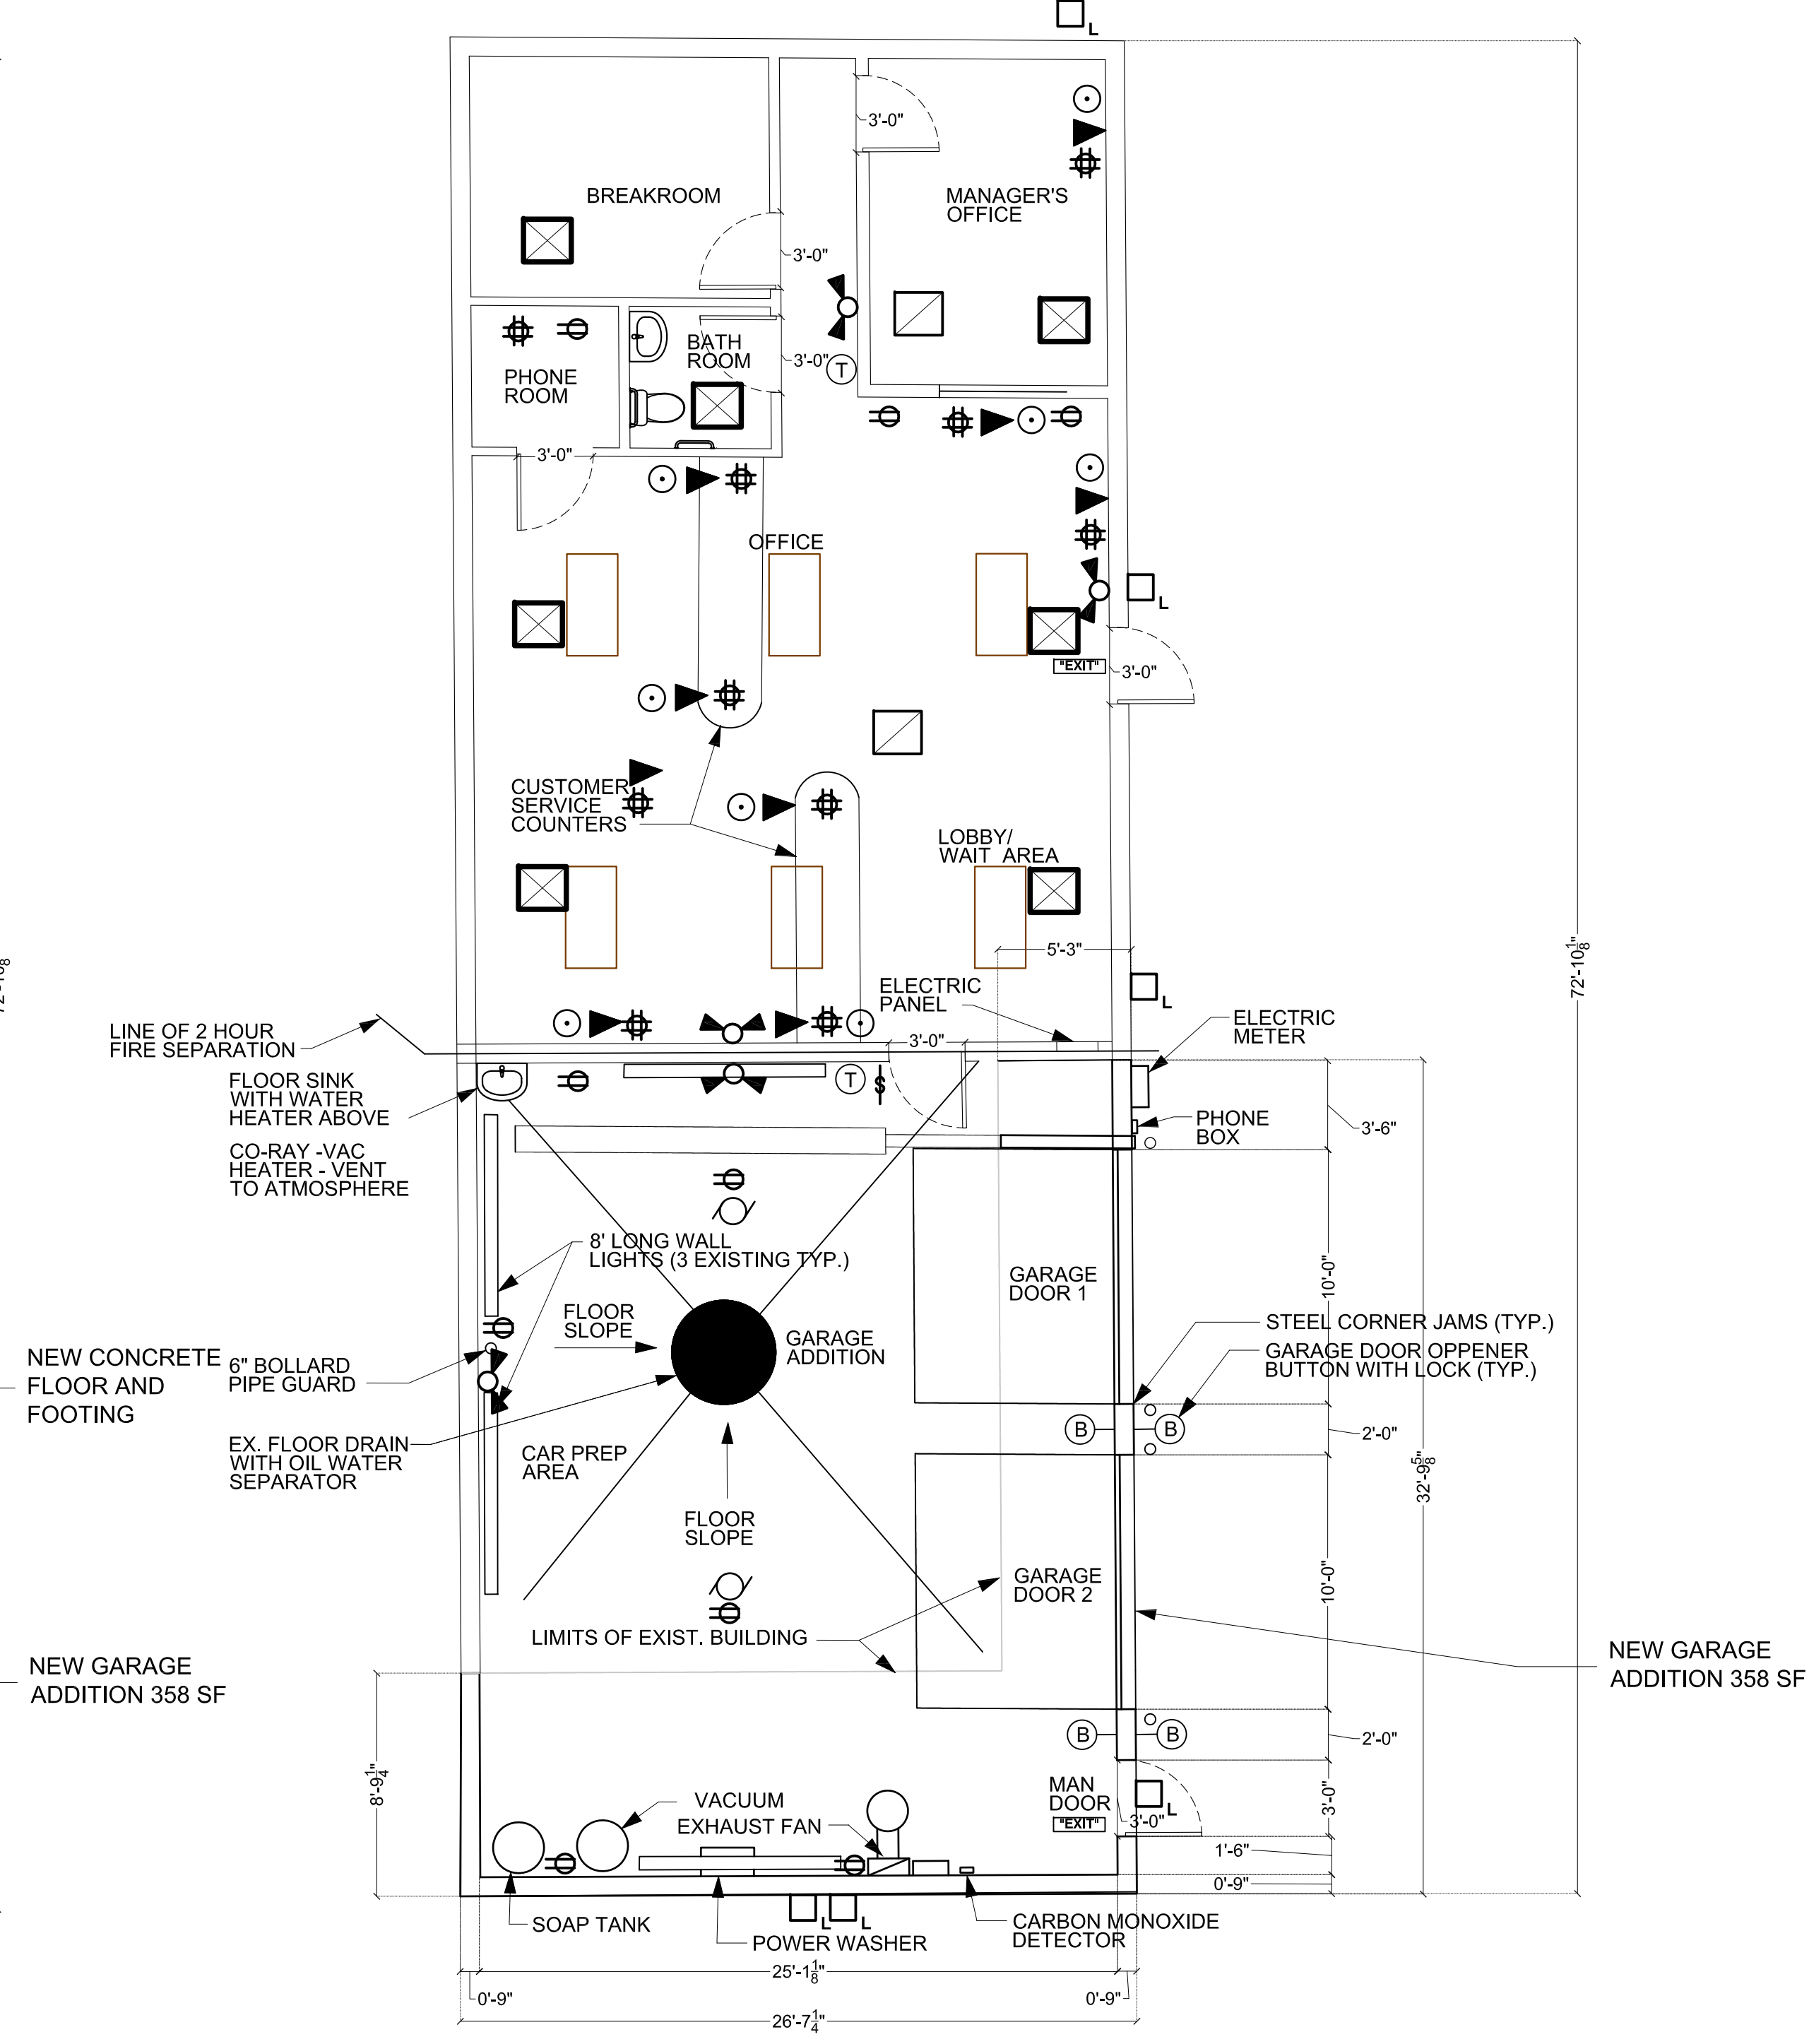 L
3'-0"
BREAKROOM
MANAGER'S
OFFICE
3'-0"
BATH
ROOM
3'-0"
T
PHONE
ROOM
3'-0"
OFFICE
L
"EXIT"
3'-0"
CUSTOMER
SERVICE
COUNTERS
LOBBY/
WAIT AREA
5'-3"
72'-10 1/8"
ELECTRIC
PANEL
L
ELECTRIC
METER
LINE OF 2 HOUR
FIRE SEPARATION
3'-0"
FLOOR SINK
WITH WATER
HEATER ABOVE
T
$
PHONE
BOX
3'-6"
CO-RAY -VAC
HEATER - VENT
TO ATMOSPHERE
8' LONG WALL
LIGHTS (3 EXISTING TYP.)
GARAGE
DOOR 1
10'-0"
FLOOR
SLOPE
GARAGE
ADDITION
STEEL CORNER JAMS (TYP.)
GARAGE DOOR OPPENER
BUTTON WITH LOCK (TYP.)
NEW CONCRETE
FLOOR AND
FOOTING
6" BOLLARD
PIPE GUARD
B
B
2'-0"
32'-9 5/8"
EX. FLOOR DRAIN
WITH OIL WATER
SEPARATOR
CAR PREP
AREA
FLOOR
SLOPE
GARAGE
DOOR 2
10'-0"
LIMITS OF EXIST. BUILDING
NEW GARAGE
ADDITION 358 SF
NEW GARAGE
ADDITION 358 SF
B
B
2'-0"
8'-9 1/4"
MAN
DOOR
"EXIT"
3'-0"
L
3'-0"
VACUUM
EXHAUST FAN
1'-6"
0'-9"
SOAP TANK
L
L
POWER WASHER
CARBON MONOXIDE
DETECTOR
25'-1 1/8"
0'-9"
0'-9"
26'-7 1/4"